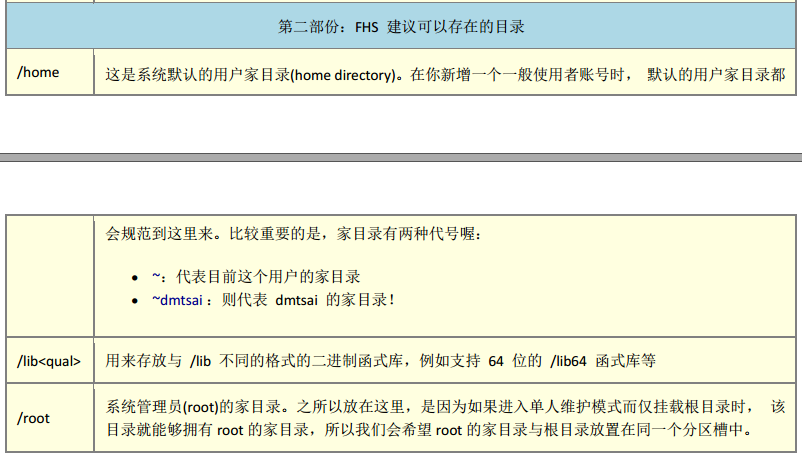 第二部份：FHS 建议可以存在的目录
/home
这是系统默认的用户家目录(home directory)。在你新增一个一般使用者账号时， 默认的用户家目录都
会规范到这里来。比较重要的是，家目录有两种代号喔：
• ~：代表目前这个用户的家目录
• ~dmtsai ：则代表 dmtsai 的家目录！
/lib<qual>
用来存放与 /lib 不同的格式的二进制函式库，例如支持 64 位的 /lib64 函式库等
/root
系统管理员(root)的家目录。之所以放在这里，是因为如果进入单人维护模式而仅挂载根目录时， 该
目录就能够拥有 root 的家目录，所以我们会希望 root 的家目录与根目录放置在同一个分区槽中。